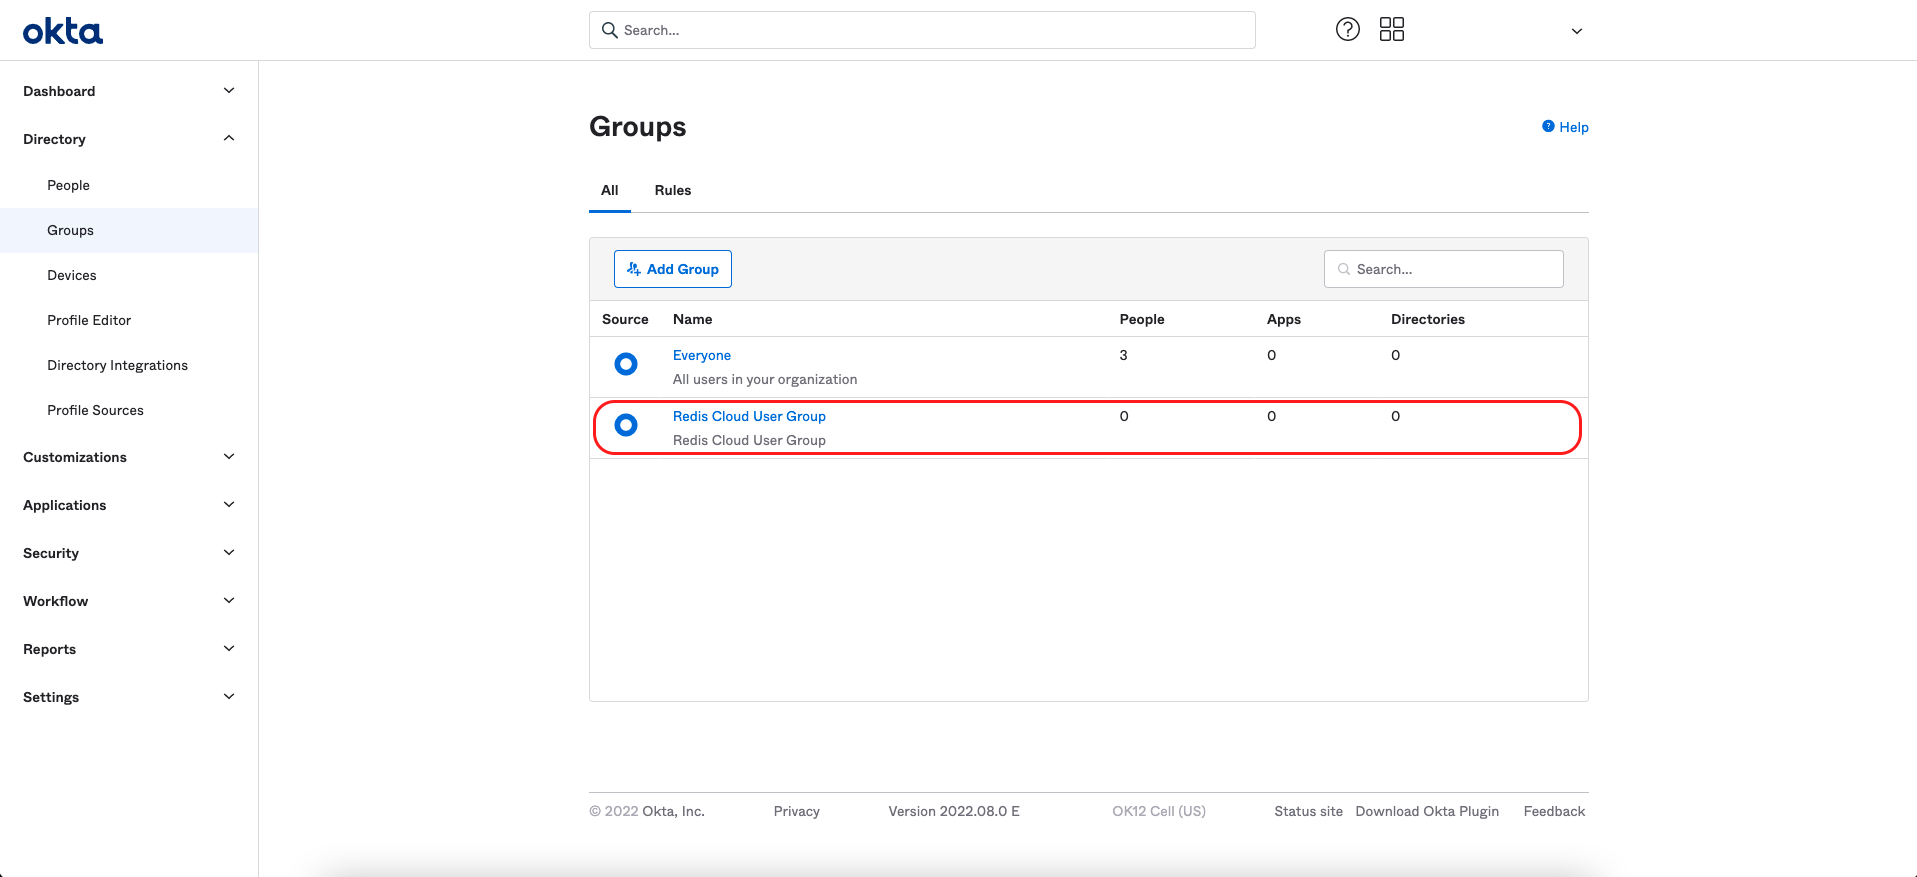 okta
Search...
?
Dashboard
Directory
People
Groups
Devices
Profile Editor
Directory Integrations
Profile Sources
Customizations
Applications
Security
Workflow
Reports
Settings
Groups
? Help
All Rules
Add Group
Search...
Source Name People Apps Directories
Everyone 3 0 0
All users in your organization
Redis Cloud User Group 0 0 0
Redis Cloud User Group
© 2022 Okta, Inc. Privacy Version 2022.08.0 E OK12 Cell (US) Status site Download Okta Plugin Feedback